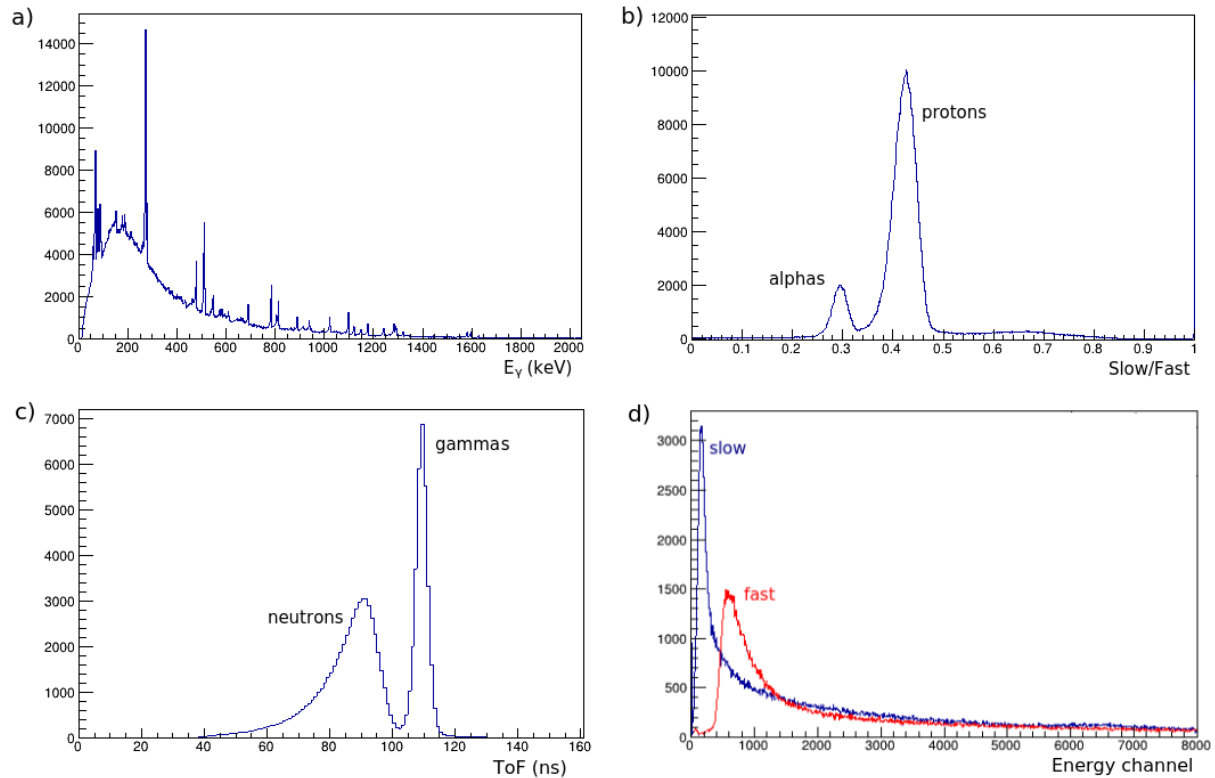 a)
14000
12000
10000
8000
6000
4000
2000
0
0 200 400 600 800 1000 1200 1400 1600 1800 2000
Eγ (keV)
b)
12000
10000
8000
6000
4000
2000
0
protons
alphas
0 0.1 0.2 0.3 0.4 0.5 0.6 0.7 0.8 0.9 1
Slow/Fast
c)
7000
6000
5000
4000
3000
2000
1000
0
gammas
neutrons
0 20 40 60 80 100 120 140 160
ToF (ns)
d)
3000
2500
2000
1500
1000
500
0
slow
fast
0 1000 2000 3000 4000 5000 6000 7000 8000
Energy channel